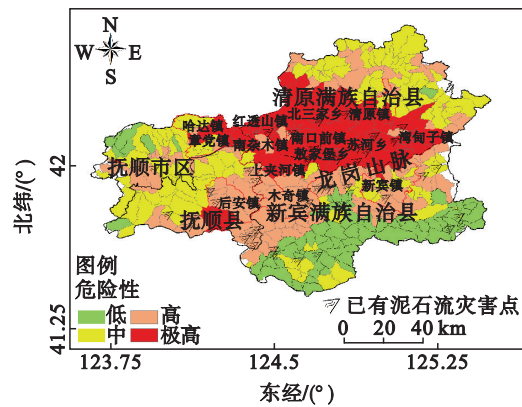 N
W E
S
清原满族自治县
哈达镇 红透山镇 北三家乡 清原镇
章党镇 南杂木镇 南口前镇 苏河乡 湾甸子镇
敖家堡乡
抚顺市区 上夹河镇 龙岗山脉
新宾镇
后安镇 木奇镇
抚顺县 新宾满族自治县
北纬/(°)
42
41.25
图例
危险性
低 高
中 极高
已有泥石流灾害点
0 20 40 km
123.75 124.5 125.25
东经/(°)